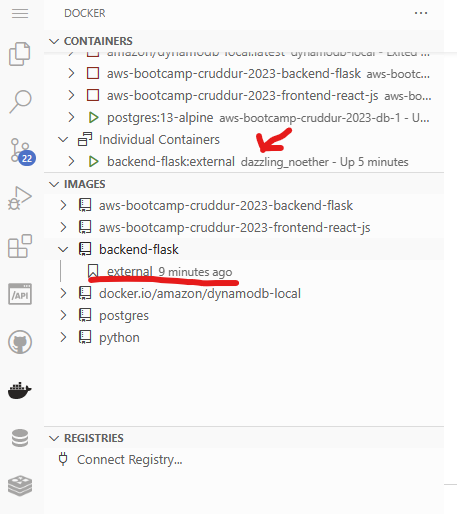 DOCKER
CONTAINERS
amazon/dynamodb-local:latest dynamodb-local - Exited
aws-bootcamp-cruddur-2023-backend-flask aws-bootc...
aws-bootcamp-cruddur-2023-frontend-react-js aws-b...
postgres:13-alpine aws-bootcamp-cruddur-2023-db-1 - U...
Individual Containers
backend-flask:external dazzling_noether - Up 5 minutes
IMAGES
aws-bootcamp-cruddur-2023-backend-flask
aws-bootcamp-cruddur-2023-frontend-react-js
backend-flask
external 9 minutes ago
docker.io/amazon/dynamodb-local
postgres
python
REGISTRIES
Connect Registry...
22
/API